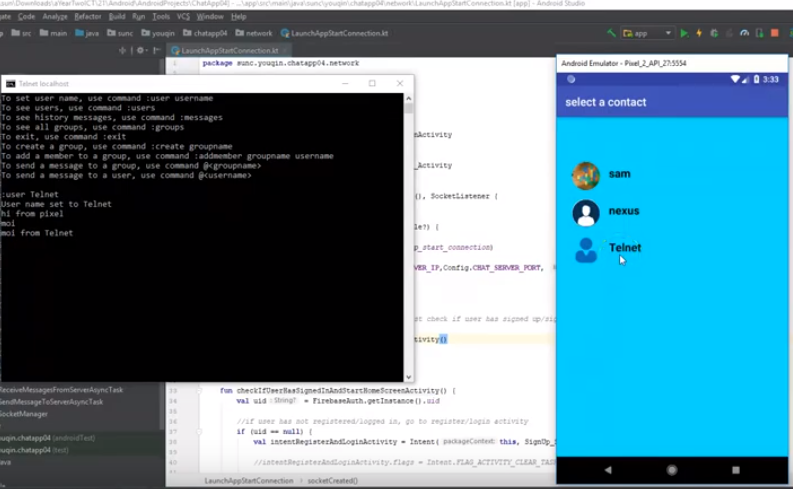 sun\Downloads\aYearTwoICT\2T\Android\AndroidProjects\ChatApp04] - ...\app\src\main\java\sunc\youqin\chatapp04\network\LaunchAppStartConnection.kt [app] - Android Studio
Code Analyze Refactor Build Run Tools VCS Window Help
src main java sunc youqin chatapp04 network LaunchAppStartConnection.kt
app
LaunchAppStartConnection.kt
package sunc.youqin.chatapp04.network
Telnet localhost
To set user name, use command :user username
To see users, use command :users
To see history messages, use command :messages
To see all groups, use command :groups
To exit, use command :exit
To create a group, use command :create groupname
To add a member to a group, use command :addmember groupname username
To send a message to a group, use command @<groupname>
To send a message to a user, use command @<username>
:user Telnet
User name set to Telnet
hi from pixel
moi
moi from Telnet
Activity
_Activity
(), SocketListener {
le?) {
p_start_connection)
VER_IP,Config.CHAT_SERVER_PORT,
st check if user has signed up/sig
tivity()
fun checkIfUserHasSignedInAndStartHomeScreenActivity() {
val uid :String? = FirebaseAuth.getInstance().uid
//if user has not registered/logged in, go to register/login activity
if (uid == null) {
val intentRegisterAndLoginActivity = Intent( packageContext: this, SignUp_S
//intentRegisterAndLoginActivity.flags = Intent.FLAG_ACTIVITY_CLEAR_TASK
LaunchAppStartConnection › socketCreated()
ReceiveMessagesFromServerAsyncTask
SendMessageToServerAsyncTask
SocketManager
youqin.chatapp04 (androidTest)
youqin.chatapp04 (test)
Android Emulator - Pixel_2_API_27:5554
3:33
select a contact
sam
nexus
Telnet